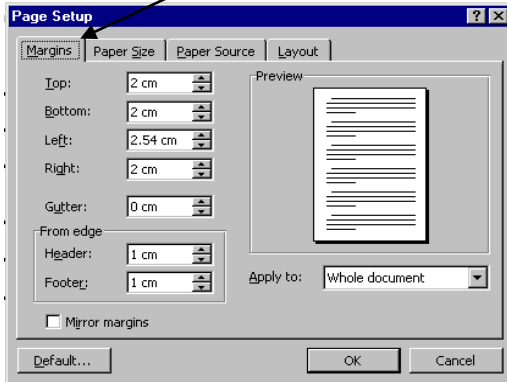 Page Setup
Margins Paper Size Paper Source Layout
Top: 2 cm
Preview
Bottom: 2 cm
Left: 2.54 cm
Right: 2 cm
Gutter: 0 cm
From edge
Header: 1 cm
Footer: 1 cm
Apply to: Whole document
Mirror margins
Default... OK Cancel